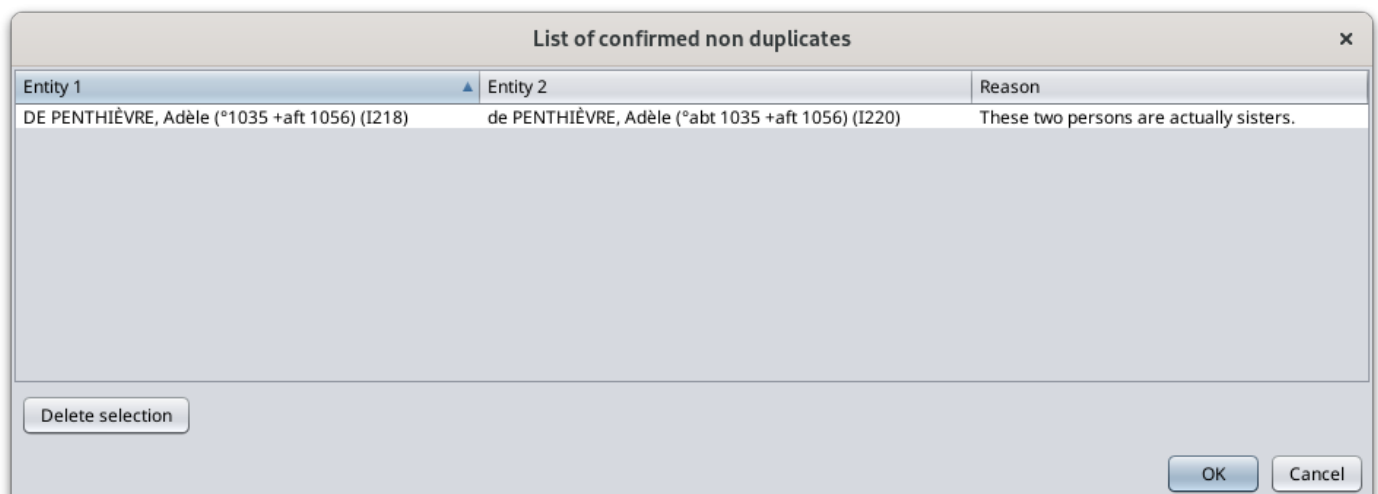 List of confirmed non duplicates ×
Entity 1 ▲ Entity 2 Reason
DE PENTHIÈVRE, Adèle (°1035 +aft 1056) (I218) de PENTHIÈVRE, Adèle (°abt 1035 +aft 1056) (I220) These two persons are actually sisters.
Delete selection
OK Cancel